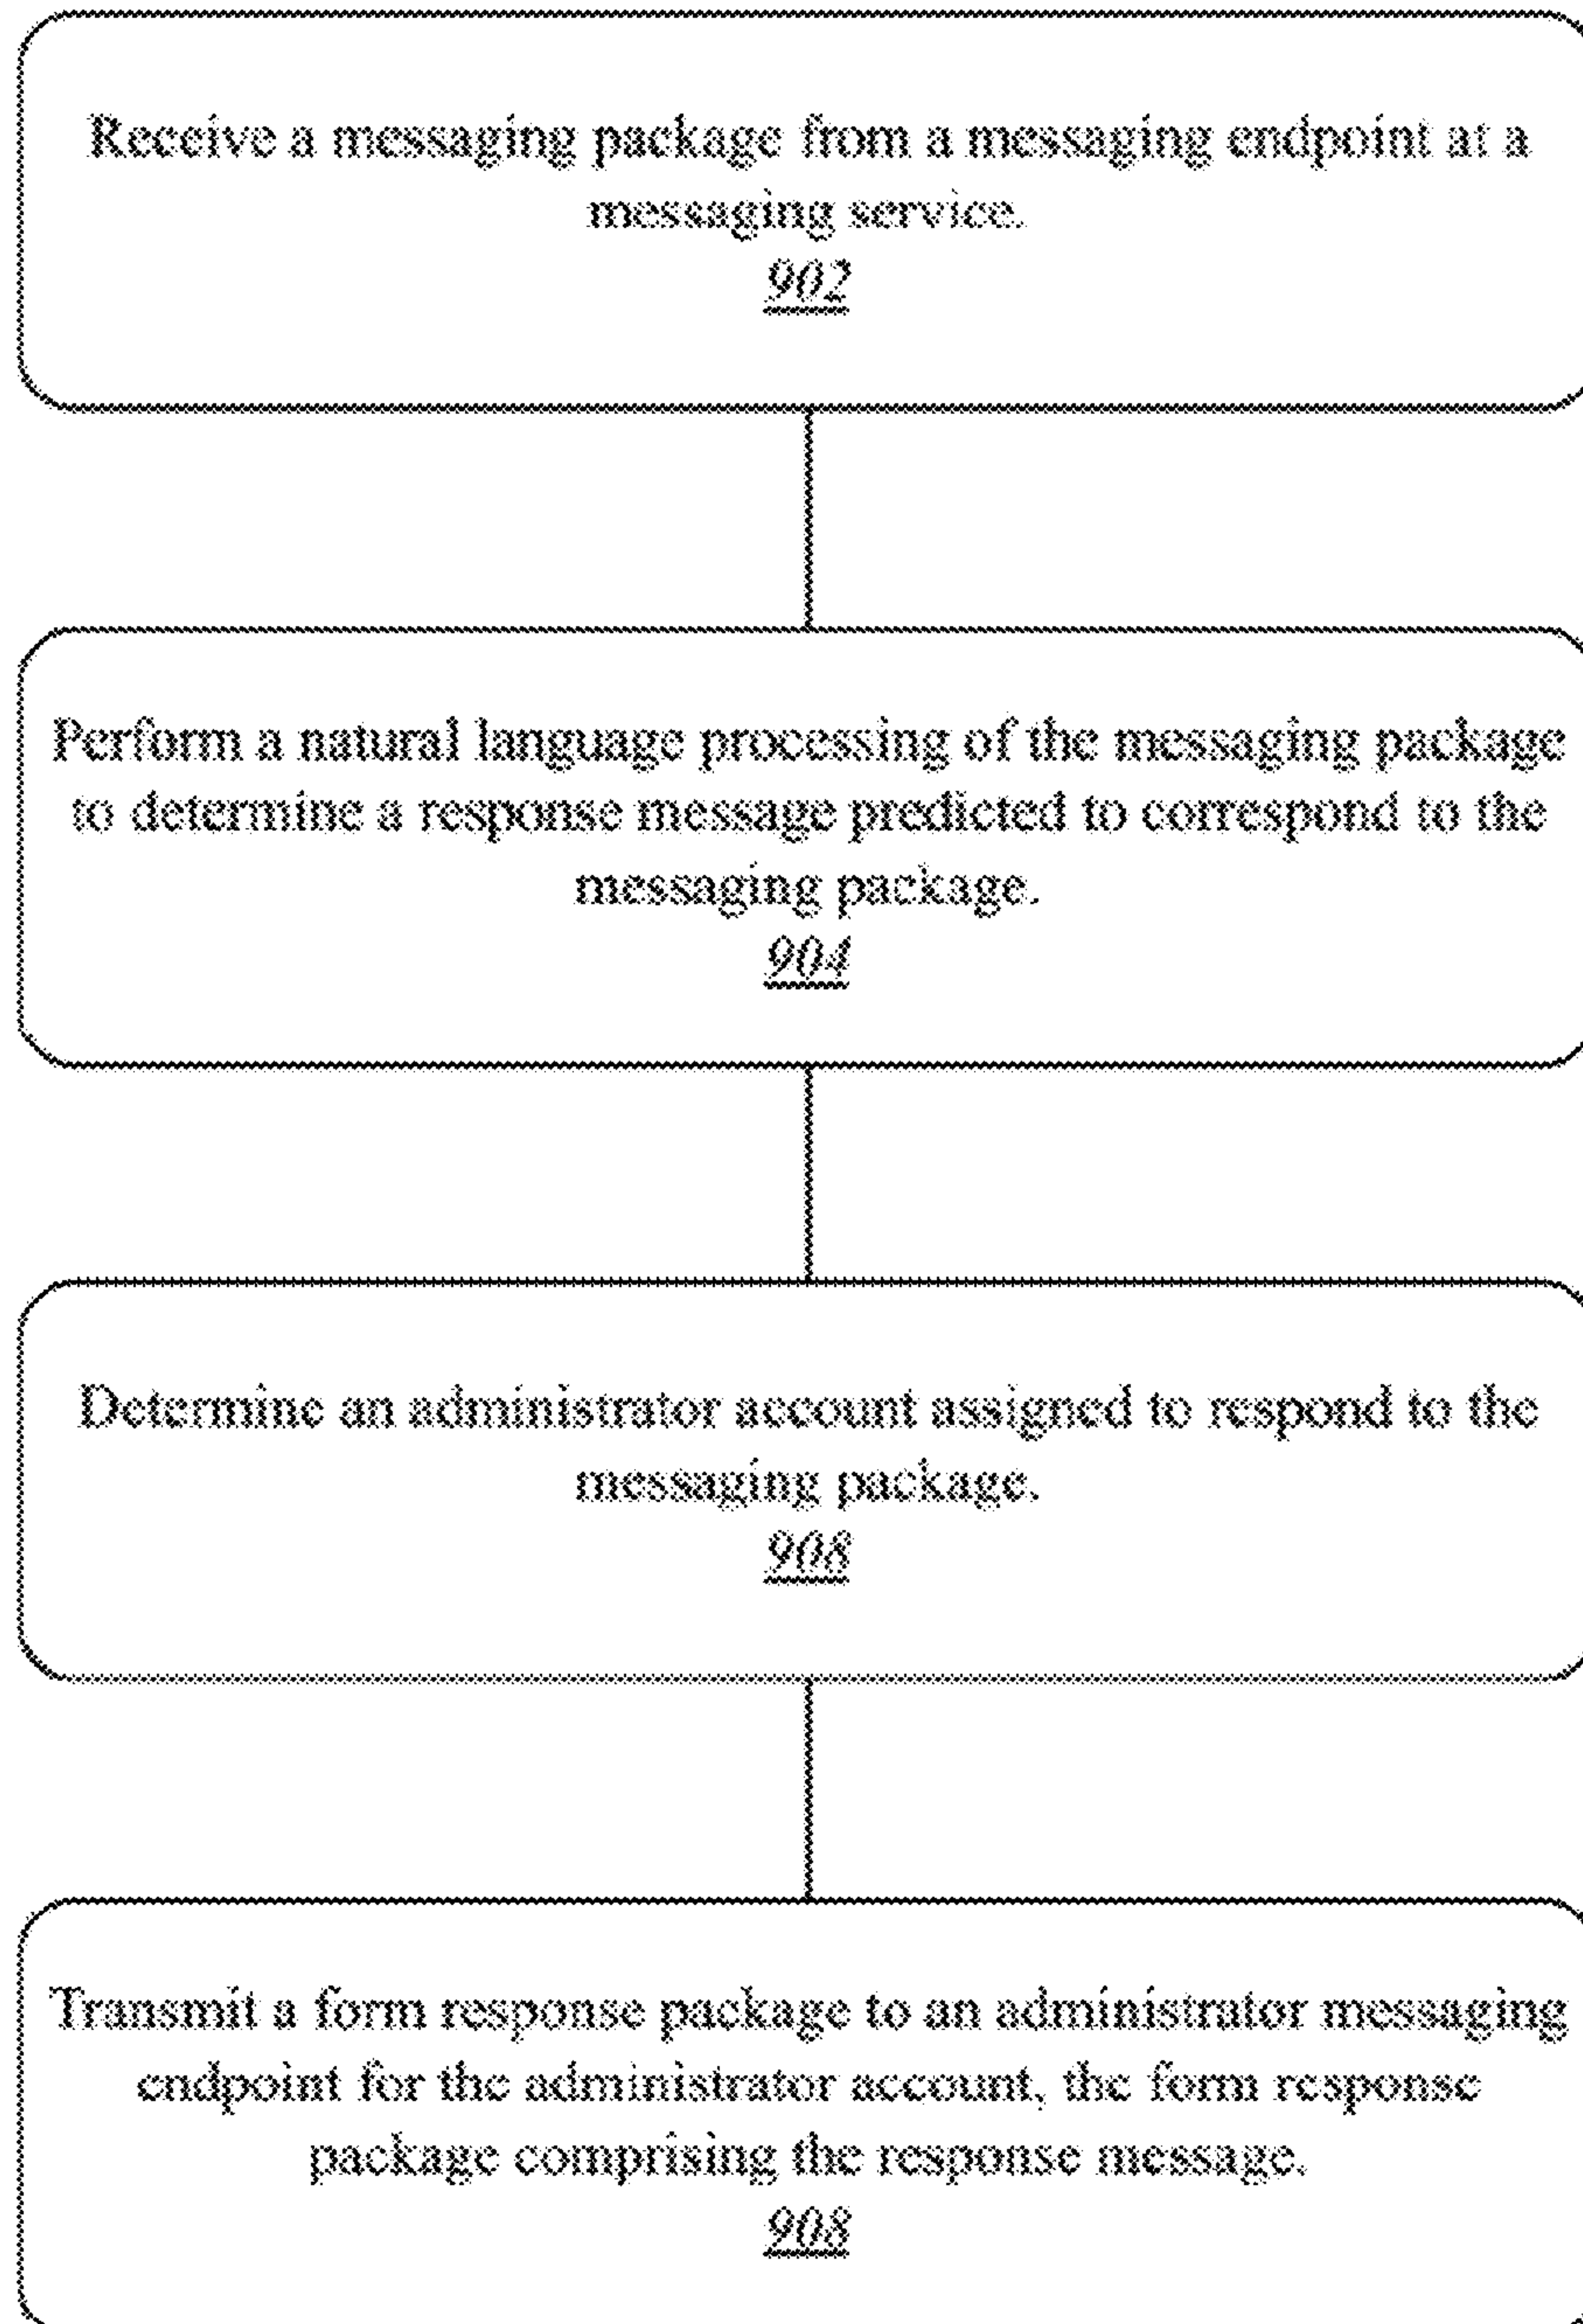 Receive a messaging package from a messaging endpoint at a
messaging service.
902
Perform a natural language processing of the messaging package
to determine a response message predicted to correspond to the
messaging package.
904
Determine an administrator account assigned to respond to the
messaging package.
908
Transmit a form response package to an administrator messaging
endpoint for the administrator account, the form response
package comprising the response message.
908